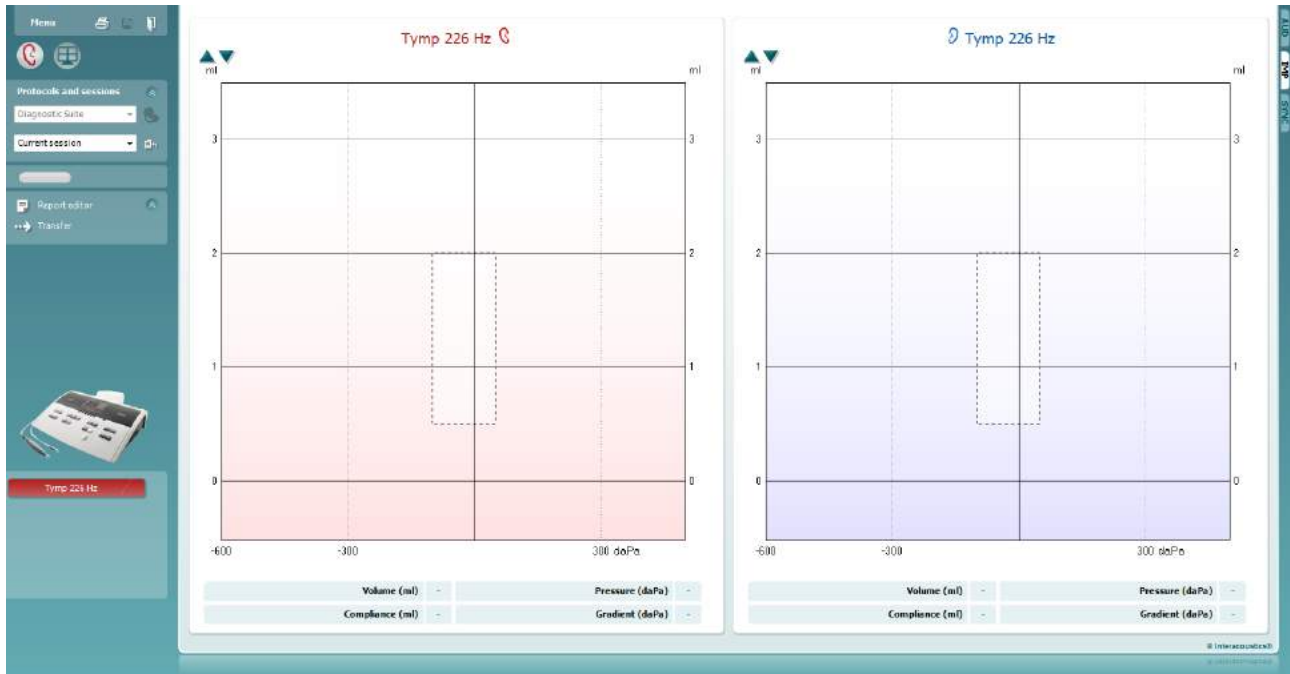 Menu
Protocols and sessions
Diagnostic Suite
Current session
Report editor
Transfer
Tymp 226 Hz
Tymp 226 Hz
ml
ml
3
3
2
2
1
1
0
0
-600
-300
300 daPa
Volume (ml) -
Pressure (daPa) -
Compliance (ml) -
Gradient (daPa) -
Tymp 226 Hz
ml
ml
3
3
2
2
1
1
0
0
-600
-300
300 daPa
Volume (ml) -
Pressure (daPa) -
Compliance (ml) -
Gradient (daPa) -
AUD
IMP
SYNC
© Interacoustics®